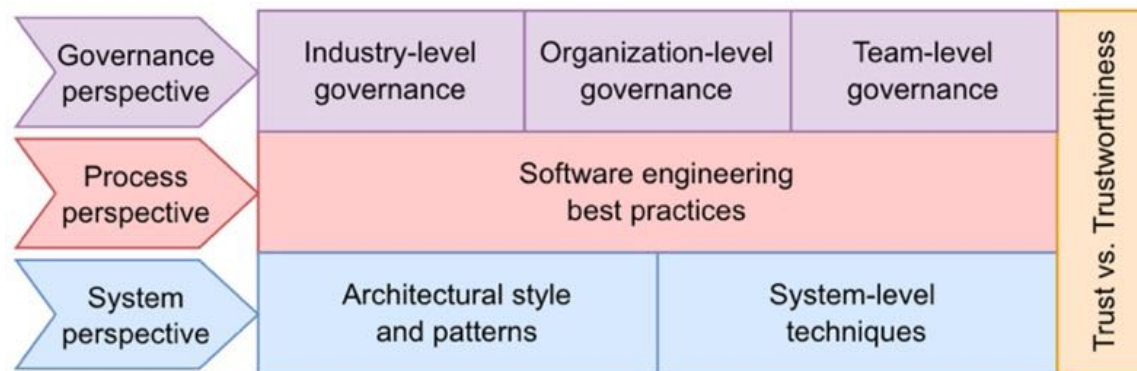 Governance
perspective
Industry-level
governance
Organization-level
governance
Team-level
governance
Process
perspective
Software engineering
best practices
System
perspective
Architectural style
and patterns
System-level
techniques
Trust vs. Trustworthiness